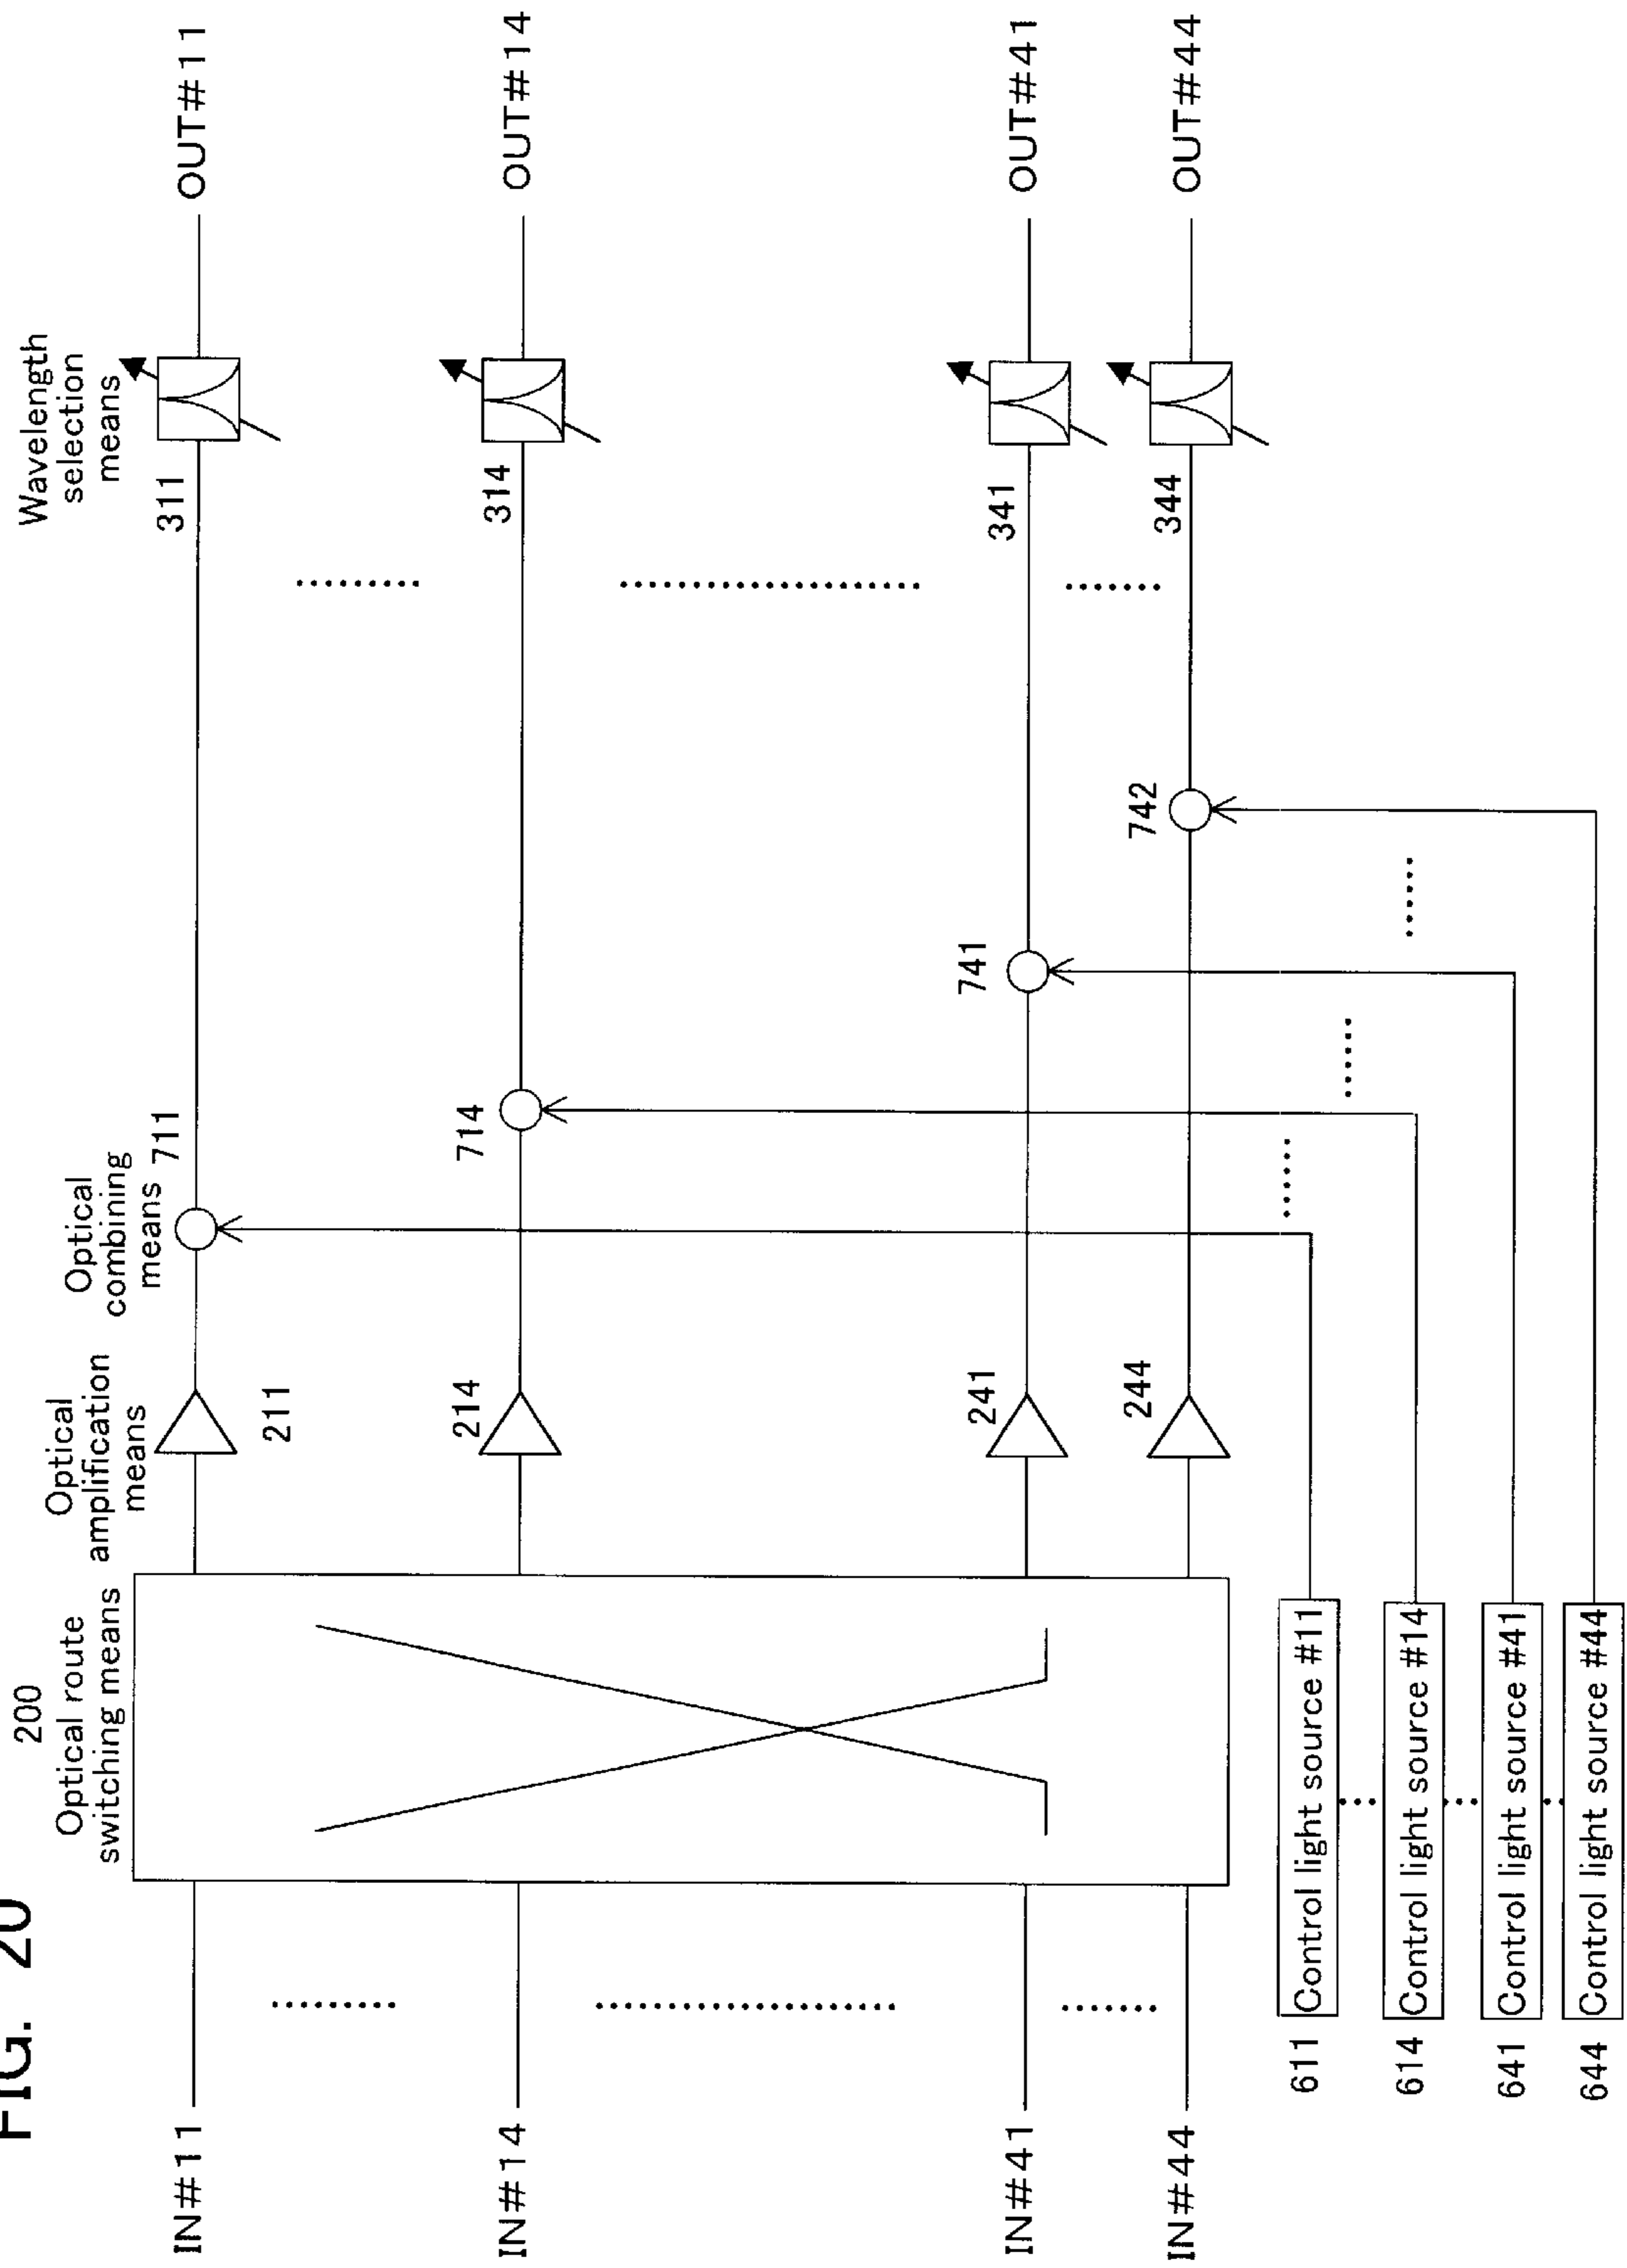 FIG. 20
200
Optical route
switching means
Optical
amplification
means
Optical
combining
means
Wavelength
selection
means
IN#11
211
711
311
OUT#11
IN#14
214
714
314
OUT#14
IN#41
241
741
341
OUT#41
IN#44
244
742
344
OUT#44
611
Control light source #11
614
Control light source #14
641
Control light source #41
644
Control light source #44